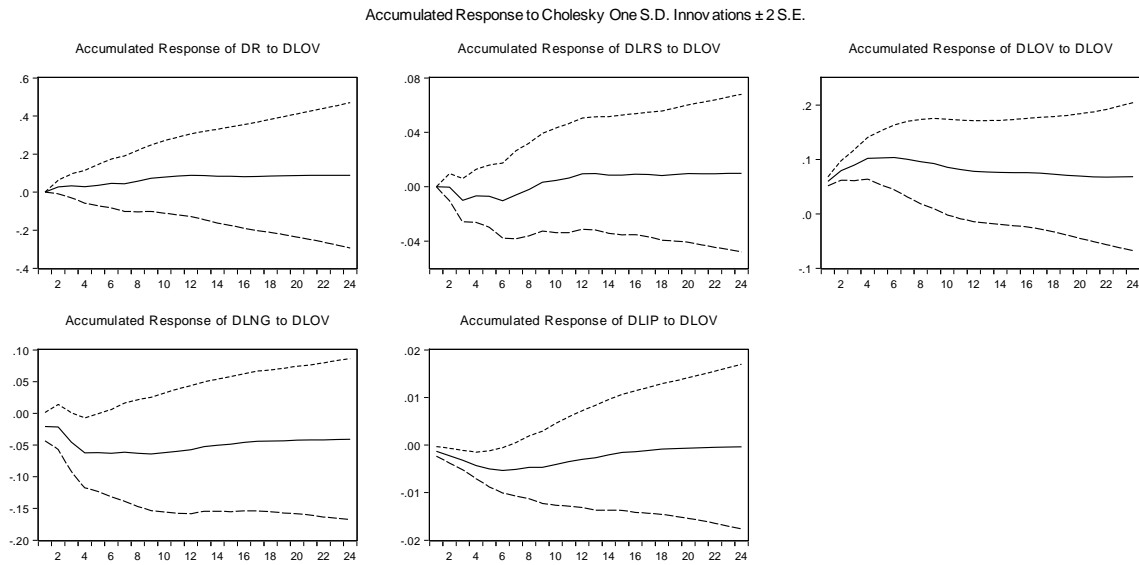 Accumulated Response to Cholesky One S.D. Innovations ± 2 S.E.
Accumulated Response of DR to DLOV
.6
.4
.2
.0
-.2
-.4
2 4 6 8 10 12 14 16 18 20 22 24
Accumulated Response of DLRS to DLOV
.08
.04
.00
-.04
2 4 6 8 10 12 14 16 18 20 22 24
Accumulated Response of DLOV to DLOV
.2
.1
.0
-.1
2 4 6 8 10 12 14 16 18 20 22 24
Accumulated Response of DLNG to DLOV
.10
.05
.00
-.05
-.10
-.15
-.20
2 4 6 8 10 12 14 16 18 20 22 24
Accumulated Response of DLIP to DLOV
.02
.01
.00
-.01
-.02
2 4 6 8 10 12 14 16 18 20 22 24